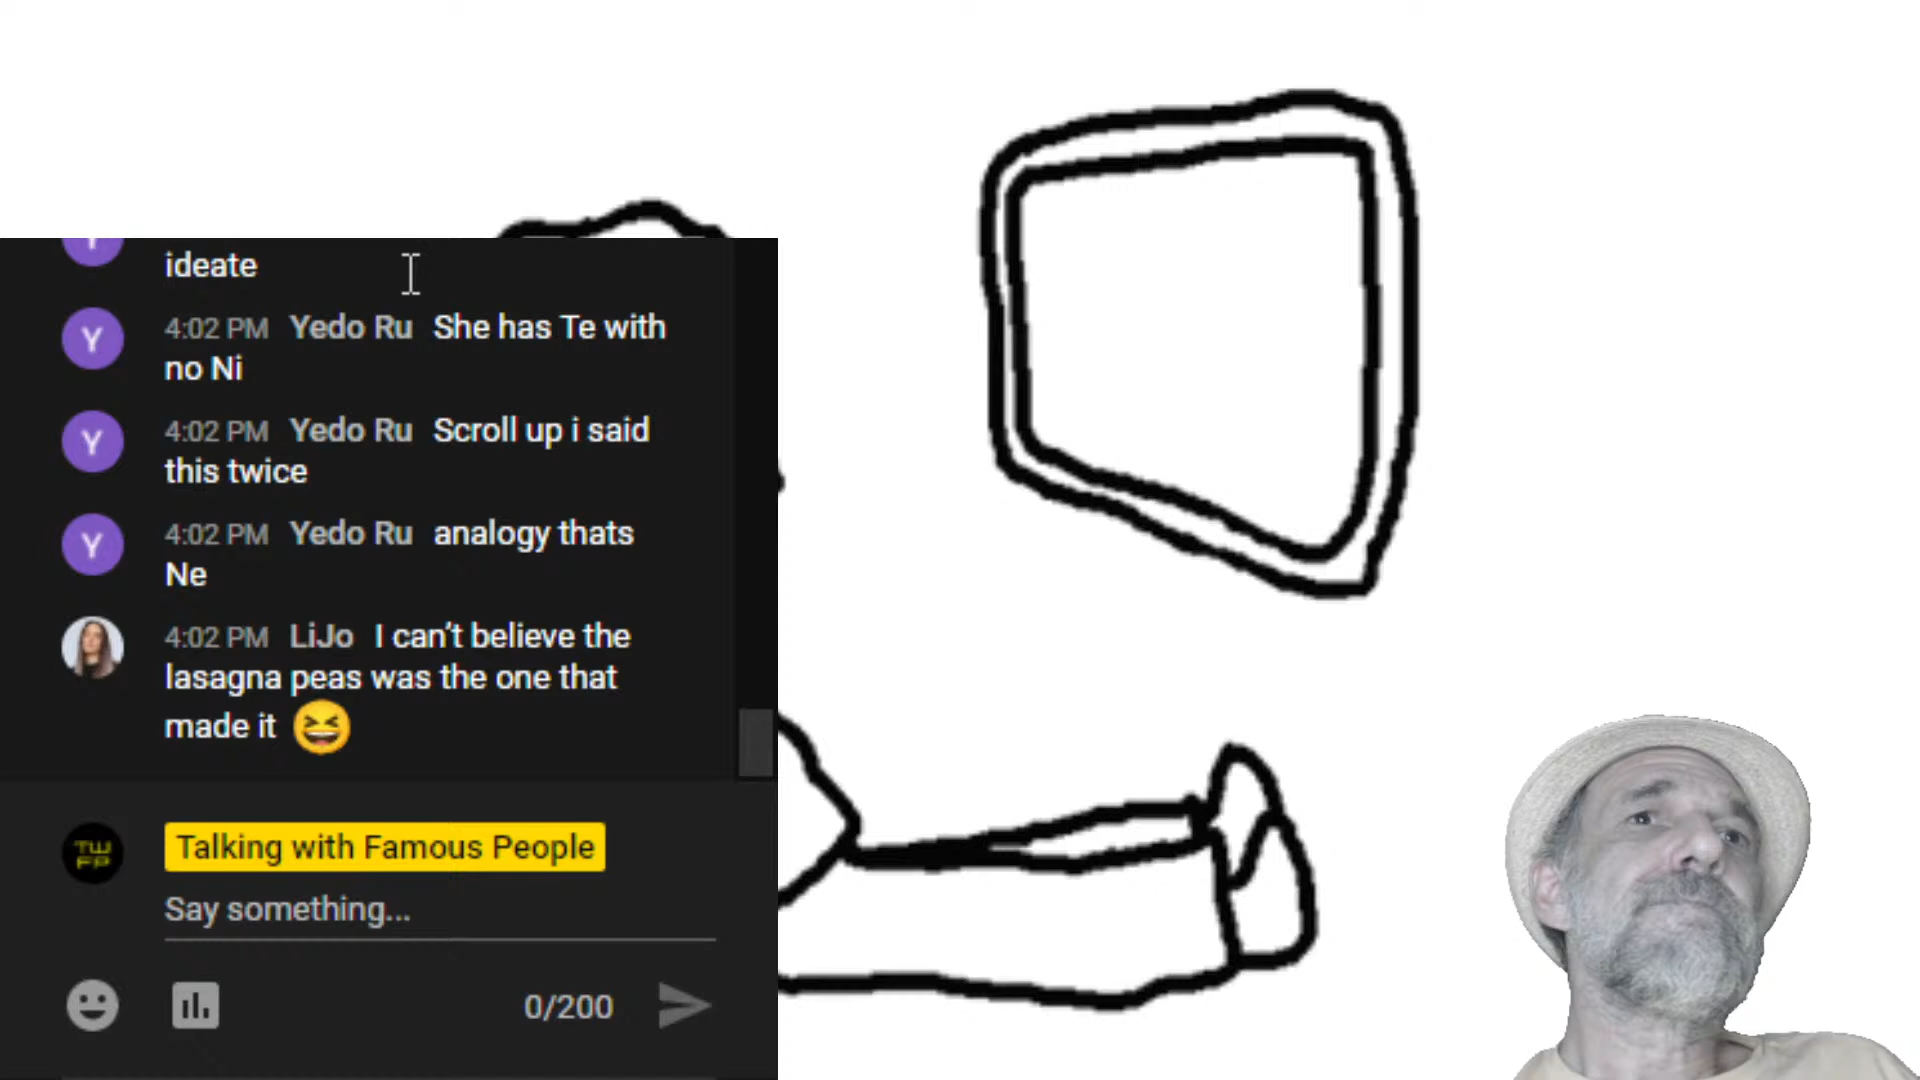 ideate
4:02 PM Yedo Ru She has Te with
no Ni
4:02 PM Yedo Ru Scroll up i said
this twice
4:02 PM Yedo Ru analogy thats
Ne
4:02 PM LiJo I can't believe the
lasagna peas was the one that
made it
Talking with Famous People
Say something...
0/200
Y
Y
Y
TW
FP